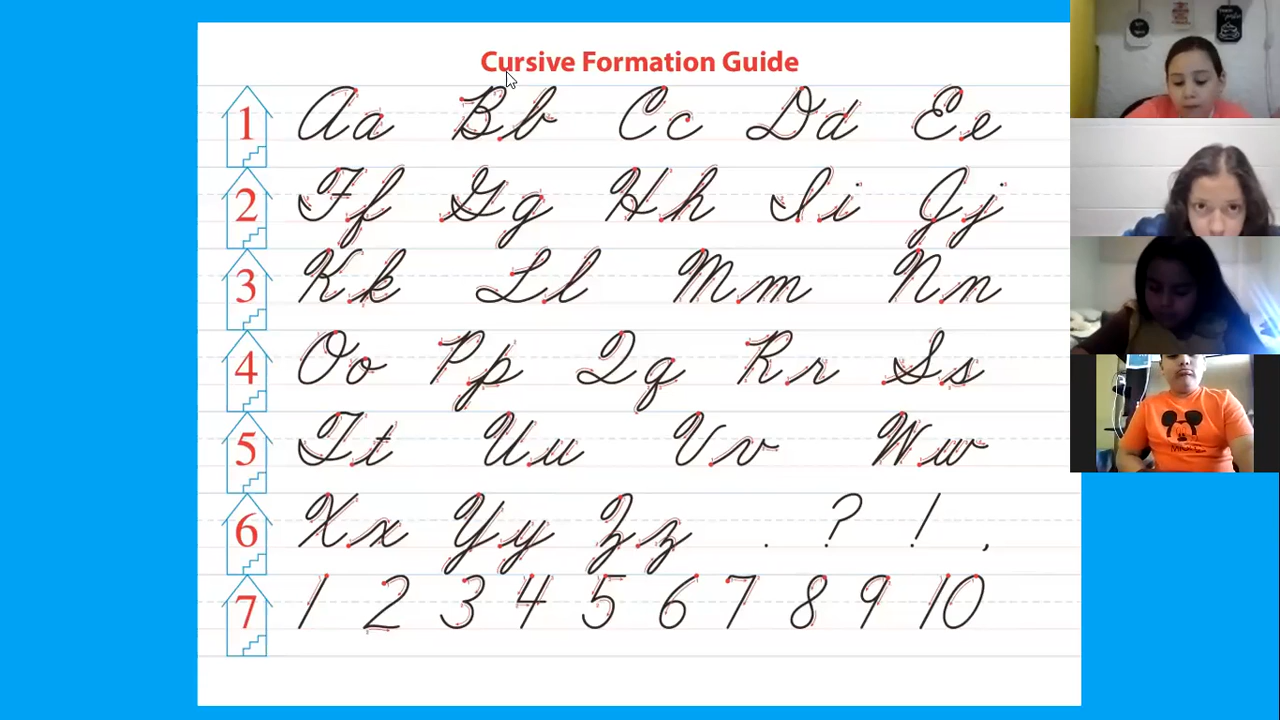 Cursive Formation Guide
1 Aa Bb Cc Dd Ee
2 Ff Gg Hh Ii Jj
3 Kk Ll Mm Nn
4 Oo Pp Qq Rr Ss
5 Tt Uu Vv Ww
6 Xx Yy Zz . ? ! ,
7 1 2 3 4 5 6 7 8 9 10